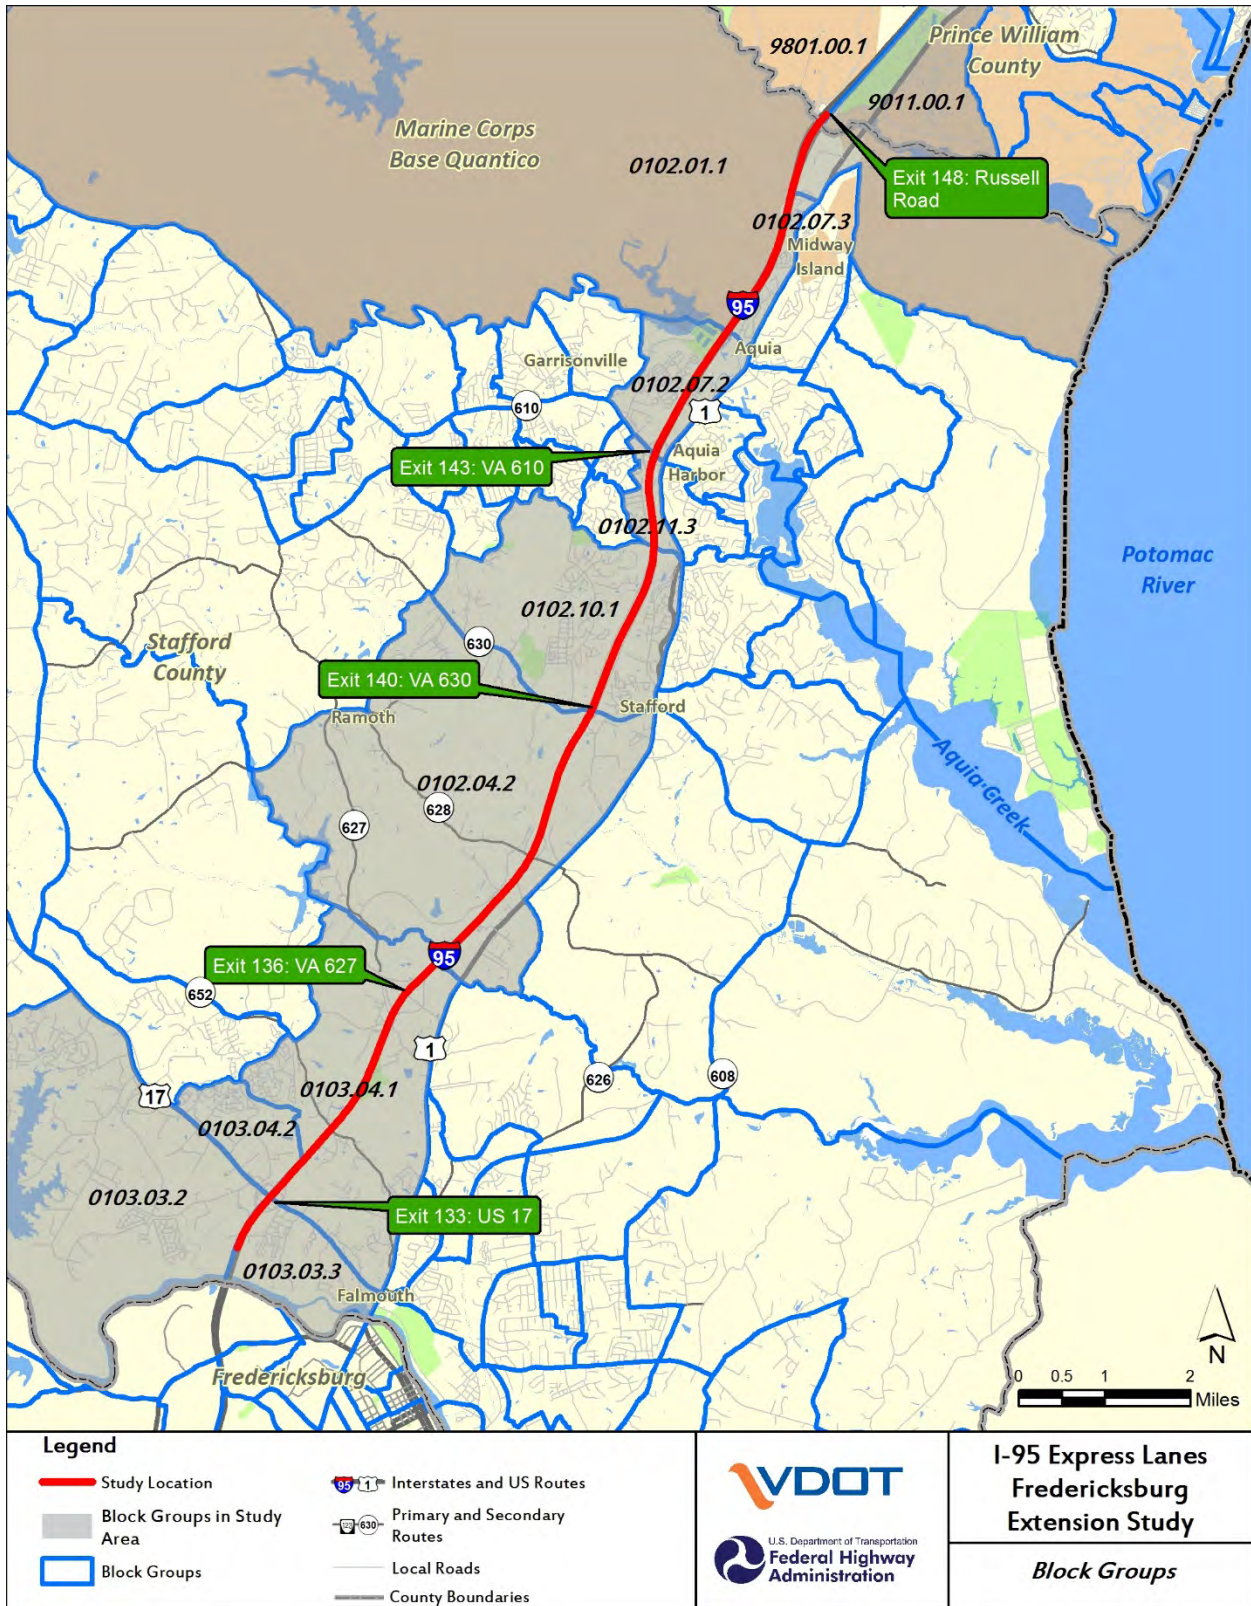 9801.00.1
Prince William
County
9011.00.1
Marine Corps
Base Quantico
0102.01.1
Exit 148: Russell
Road
0102.07.3
Midway
Island
95
Aquia
Garrisonville
0102.07.2
610
1
Exit 143: VA 610
Aquia
Harbor
0102.11.3
Potomac
River
0102.10.1
Stafford
County
630
Exit 140: VA 630
Stafford
Ramoth
Aquia Creek
0102.04.2
628
627
95
Exit 136: VA 627
652
1
626
608
17
0103.04.1
0103.04.2
0103.03.2
Exit 133: US 17
0103.03.3
Falmouth
Fredericksburg
N
0 0.5 1 2
Miles
Legend
Study Location
Block Groups in Study
Area
Block Groups
95 1 Interstates and US Routes
123 630 Primary and Secondary
Routes
Local Roads
County Boundaries
VDOT
U.S. Department of Transportation
Federal Highway
Administration
I-95 Express Lanes
Fredericksburg
Extension Study
Block Groups